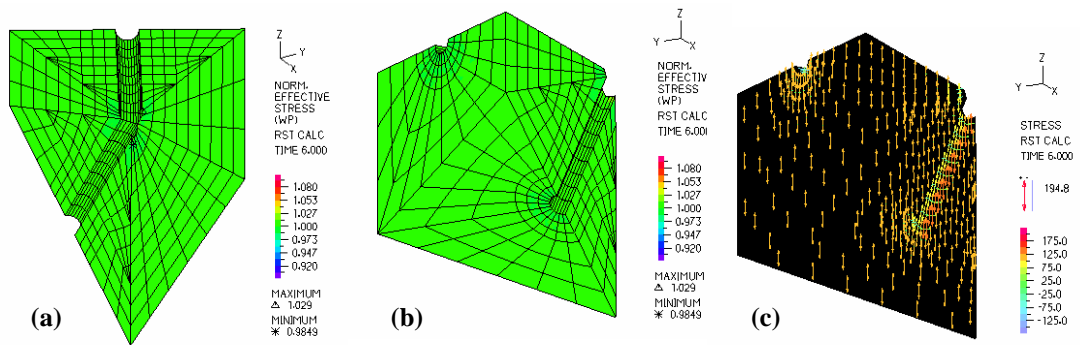 Z
Y
X
NORM.
EFFECTIVE
STRESS
(WP)
RST CALC
TIME 6.000
1.080
1.053
1.027
1.000
0.973
0.947
0.920
MAXIMUM
△ 1.029
MINIMUM
✳ 0.9849
(a)
Z
Y
X
NORM.
EFFECTIV
STRESS
(WP)
RST CALC
TIME 6.00
1.080
1.053
1.027
1.000
0.973
0.947
0.920
MAXIMUM
△ 1.029
MINIMUM
✳ 0.9849
(b)
Z
Y
X
STRESS
RST CALC
TIME 6.000
194.8
175.0
125.0
75.0
25.0
-25.0
-75.0
-125.0
(c)